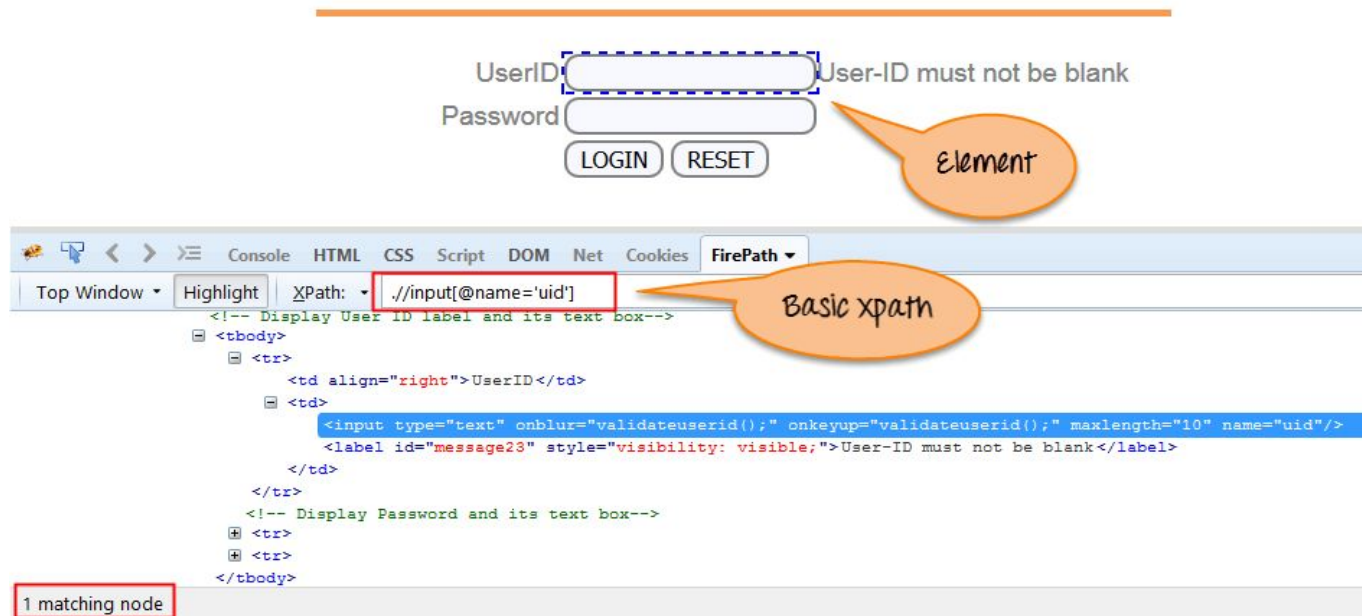 UserID User-ID must not be blank
Password
LOGIN RESET
Element
Console HTML CSS Script DOM Net Cookies FirePath
Top Window Highlight XPath: .//input[@name='uid']
Basic xpath
<!-- Display User ID label and its text box-->
<tbody>
<tr>
<td align="right">UserID</td>
<td>
<input type="text" onblur="validateuserid();" onkeyup="validateuserid();" maxlength="10" name="uid"/>
<label id="message23" style="visibility: visible;">User-ID must not be blank</label>
</td>
</tr>
<!-- Display Password and its text box-->
<tr>
<tr>
</tbody>
1 matching node